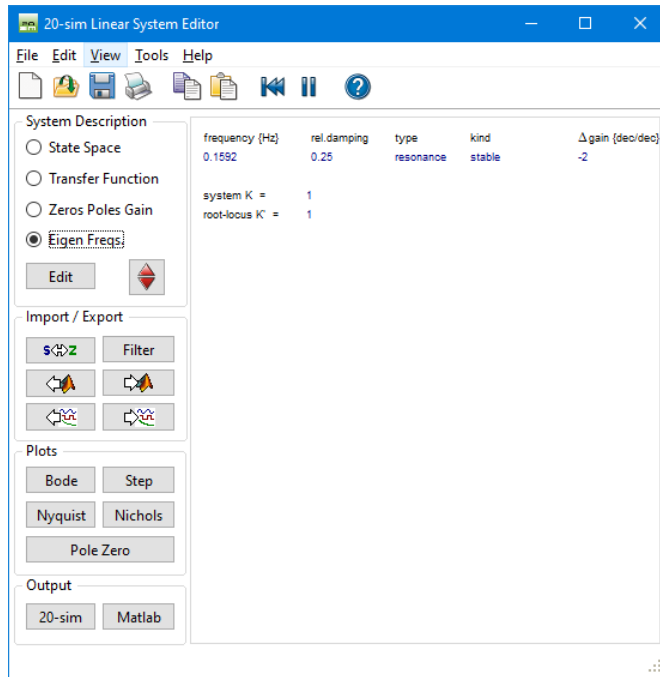 20-sim Linear System Editor
File Edit View Tools Help
System Description
State Space
Transfer Function
Zeros Poles Gain
Eigen Freqs.
Edit
Import / Export
S Z Filter
Plots
Bode Step
Nyquist Nichols
Pole Zero
Output
20-sim Matlab
frequency {Hz} rel.damping type kind Δgain {dec/dec}
0.1592 0.25 resonance stable -2
system K = 1
root-locus K' = 1